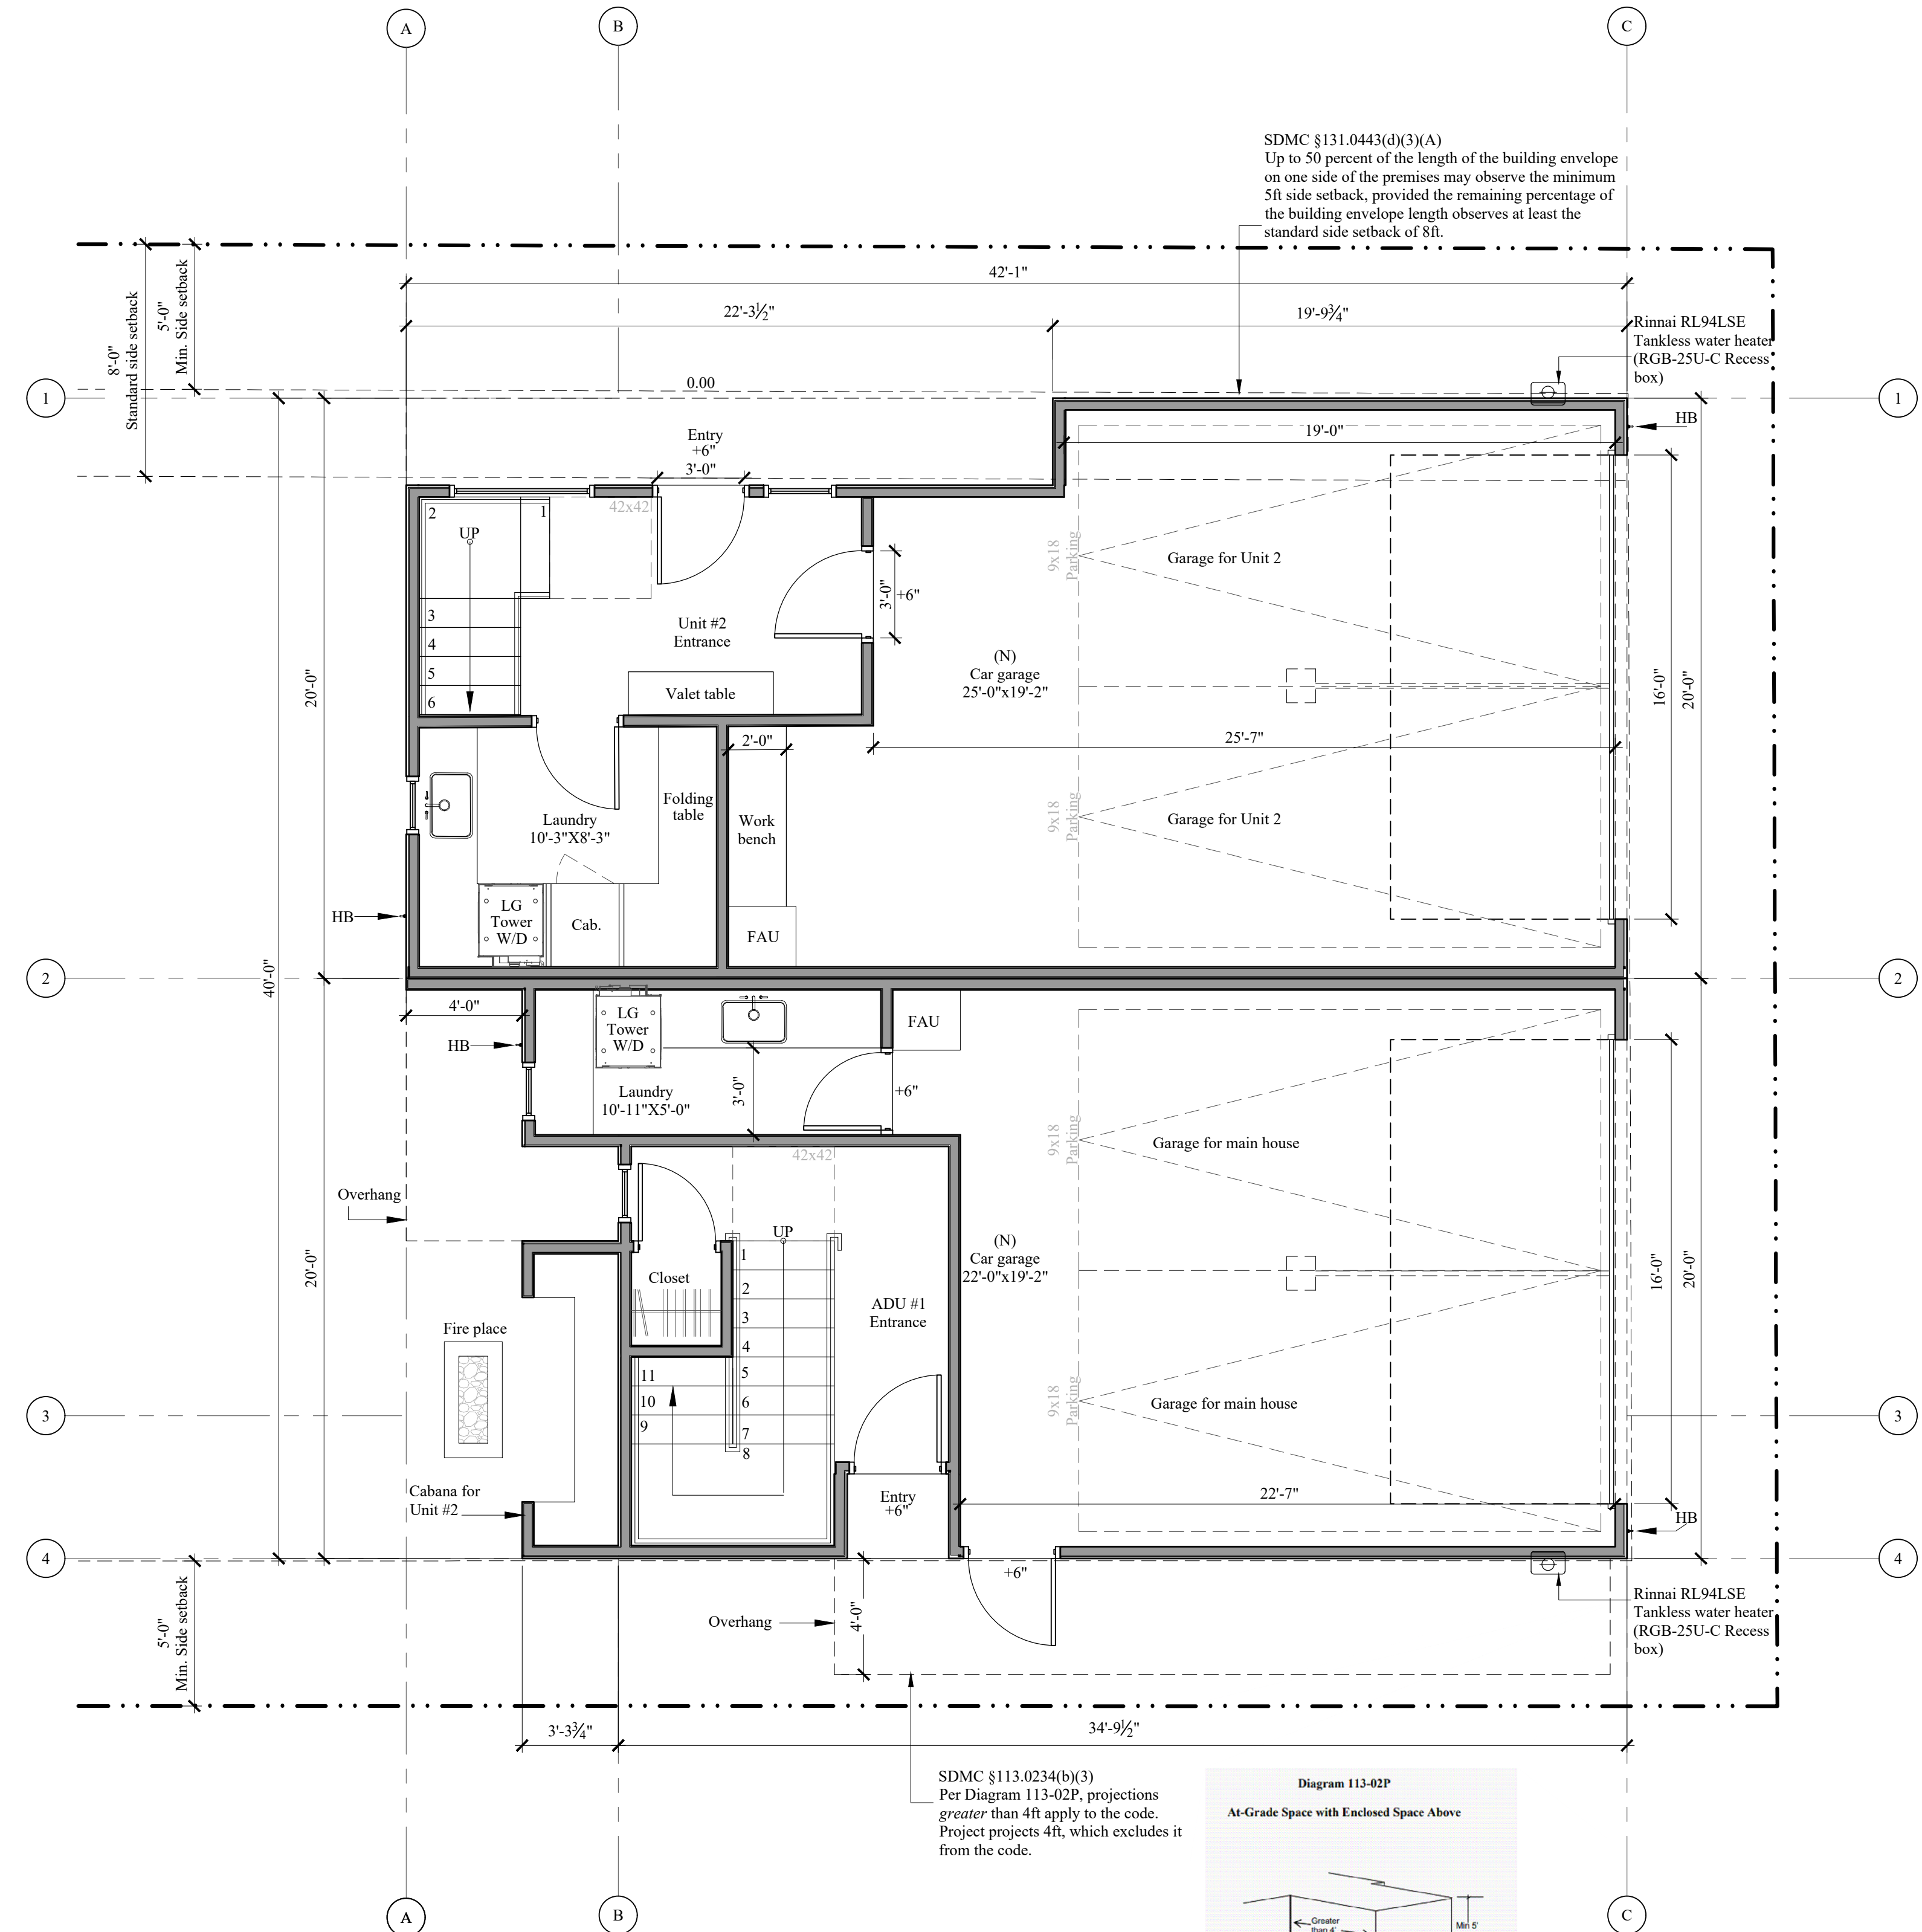 A
B
C
SDMC §131.0443(d)(3)(A)
Up to 50 percent of the length of the building envelope
on one side of the premises may observe the minimum
5ft side setback, provided the remaining percentage of
the building envelope length observes at least the
standard side setback of 8ft.
42'-1"
22'-3½"
19'-9¾"
8'-0"
Standard side setback
5'-0"
Min. Side setback
Rinnai RL94LSE
Tankless water heater
(RGB-25U-C Recess
box)
0.00
1
1
HB
Entry
+6"
3'-0"
19'-0"
42x42
2
1
UP
3
4
5
6
Unit #2
Entrance
3'-0"
+6"
9x18
Parking
Garage for Unit 2
20'-0"
(N)
Car garage
25'-0"x19'-2"
16'-0"
20'-0"
Valet table
2'-0"
25'-7"
Folding
table
Laundry
10'-3"X8'-3"
Work
bench
9x18
Parking
Garage for Unit 2
HB
LG
Tower
W/D
Cab.
FAU
40'-0"
2
2
4'-0"
HB
LG
Tower
W/D
FAU
Laundry
10'-11"X5'-0"
3'-0"
+6"
9x18
Parking
Garage for main house
42x42
Overhang
UP
20'-0"
(N)
Car garage
22'-0"x19'-2"
16'-0"
20'-0"
Closet
1
2
3
4
5
6
7
8
11
10
9
ADU #1
Entrance
Fire place
9x18
Parking
Garage for main house
3
3
Cabana for
Unit #2
Entry
+6"
22'-7"
HB
4
4
+6"
Rinnai RL94LSE
Tankless water heater
(RGB-25U-C Recess
box)
5'-0"
Min. Side setback
Overhang
4'-0"
3'-3¾"
34'-9½"
SDMC §113.0234(b)(3)
Per Diagram 113-02P, projections
greater than 4ft apply to the code.
Project projects 4ft, which excludes it
from the code.
Diagram 113-02P
At-Grade Space with Enclosed Space Above
Greater
than 4'
Min 5'
A
B
C